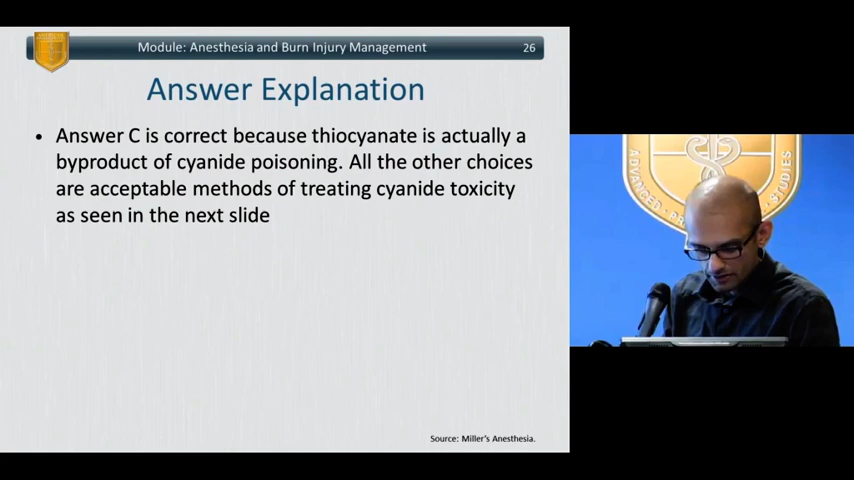 Module: Anesthesia and Burn Injury Management 26
Answer Explanation
• Answer C is correct because thiocyanate is actually a
byproduct of cyanide poisoning. All the other choices
are acceptable methods of treating cyanide toxicity
as seen in the next slide
Source: Miller's Anesthesia.
ADVANCED
STUDIES